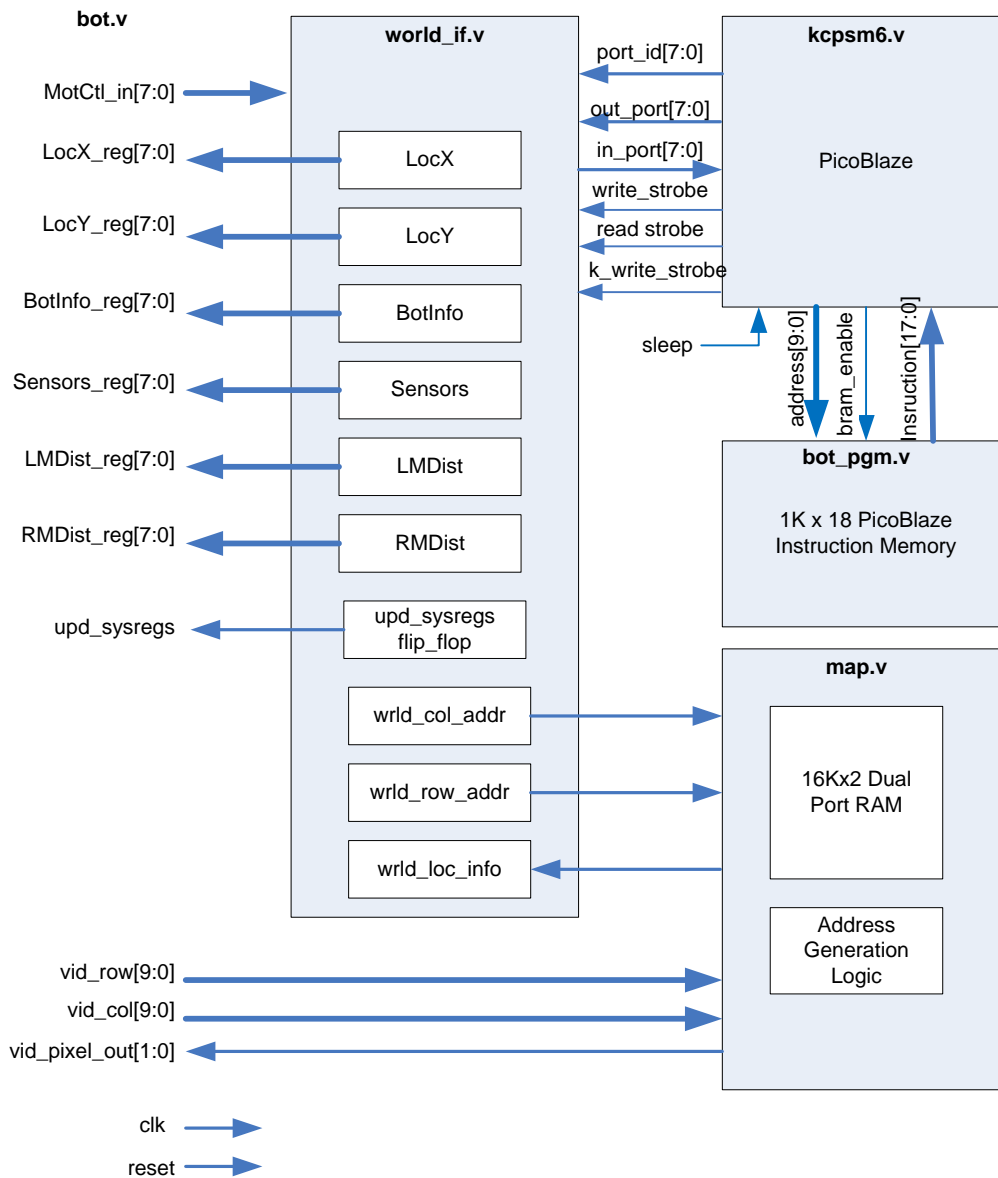 bot.v
world_if.v
kcpsm6.v
MotCtl_in[7:0]
LocX_reg[7:0]
LocY_reg[7:0]
BotInfo_reg[7:0]
Sensors_reg[7:0]
LMDist_reg[7:0]
RMDist_reg[7:0]
upd_sysregs
LocX
LocY
BotInfo
Sensors
LMDist
RMDist
upd_sysregs
flip_flop
wrld_col_addr
wrld_row_addr
wrld_loc_info
port_id[7:0]
out_port[7:0]
in_port[7:0]
write_strobe
read strobe
k_write_strobe
PicoBlaze
sleep
address[9:0]
bram_enable
Insruction[17:0]
bot_pgm.v
1K x 18 PicoBlaze
Instruction Memory
map.v
16Kx2 Dual
Port RAM
Address
Generation
Logic
vid_row[9:0]
vid_col[9:0]
vid_pixel_out[1:0]
clk
reset